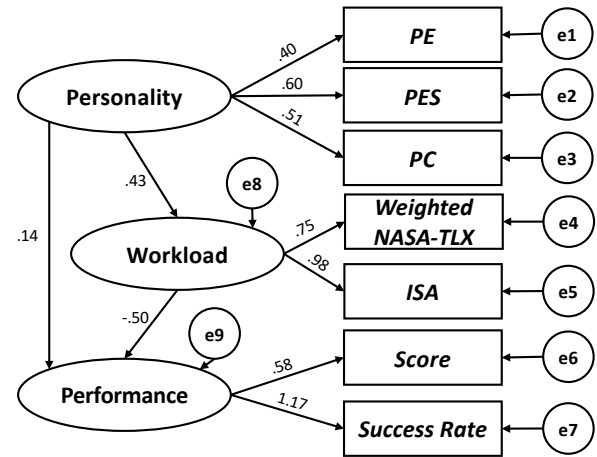 PE
e1
.40
Personality
.60
PES
e2
.51
PC
e3
.43
e8
Weighted
NASA-TLX
e4
.75
.14
Workload
.98
ISA
e5
-.50
e9
Score
e6
.58
Performance
1.17
Success Rate
e7